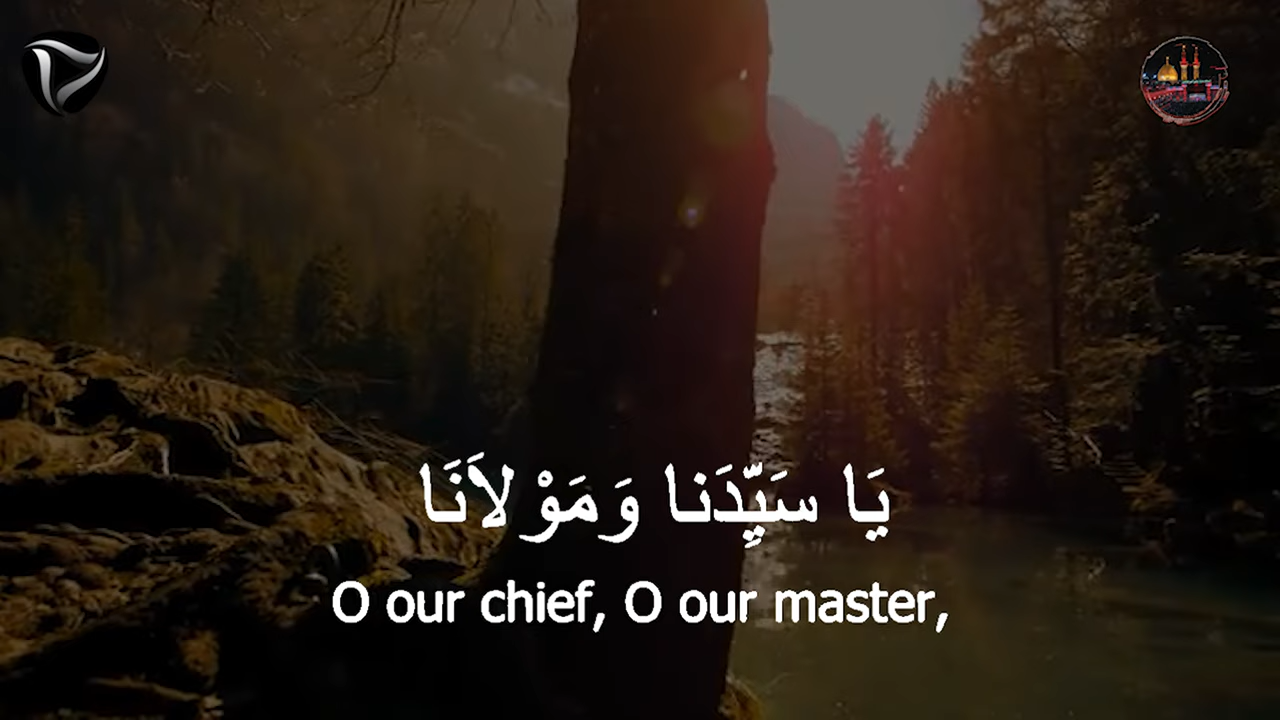 يَا سَيِّدَنا وَمَوْلاَنَا
O our chief, O our master,